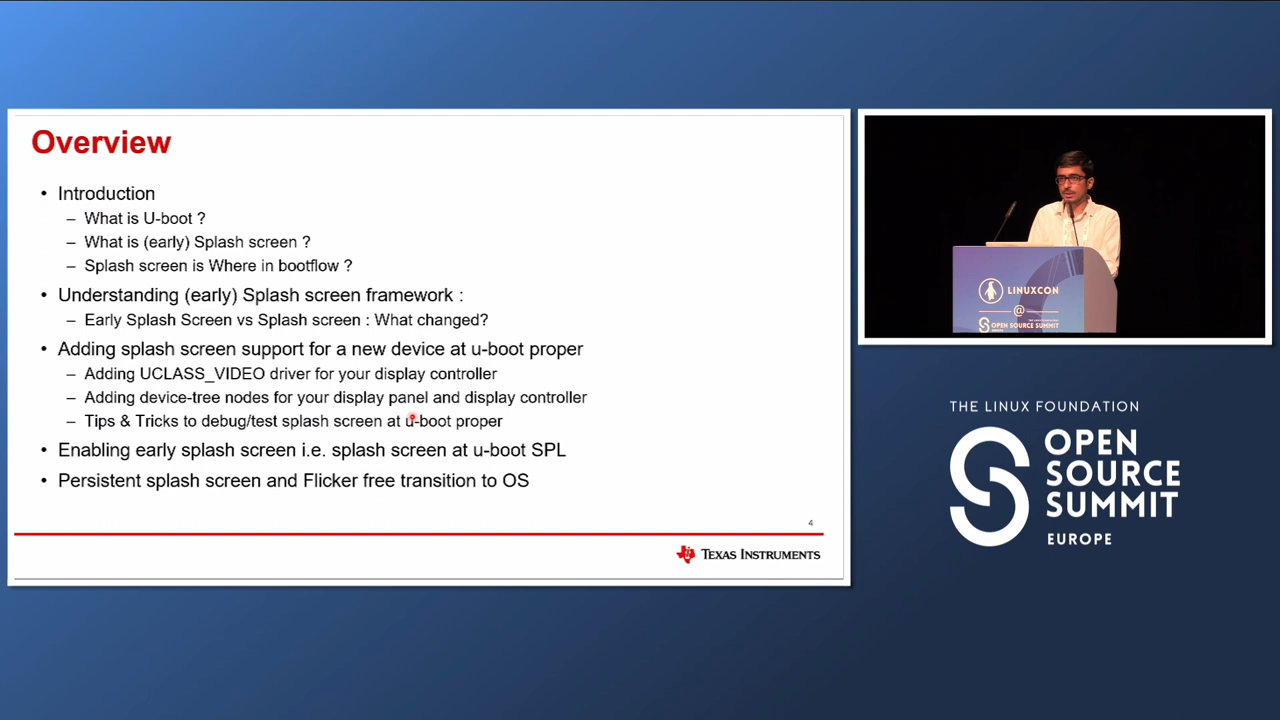 Overview
• Introduction
– What is U-boot ?
– What is (early) Splash screen ?
– Splash screen is Where in bootflow ?
• Understanding (early) Splash screen framework :
– Early Splash Screen vs Splash screen : What changed?
• Adding splash screen support for a new device at u-boot proper
– Adding UCLASS_VIDEO driver for your display controller
– Adding device-tree nodes for your display panel and display controller
– Tips & Tricks to debug/test splash screen at u-boot proper
• Enabling early splash screen i.e. splash screen at u-boot SPL
• Persistent splash screen and Flicker free transition to OS
4
TEXAS INSTRUMENTS
LINUXCON
@
OPEN SOURCE SUMMIT
THE LINUX FOUNDATION
OPEN
SOURCE
SUMMIT
EUROPE